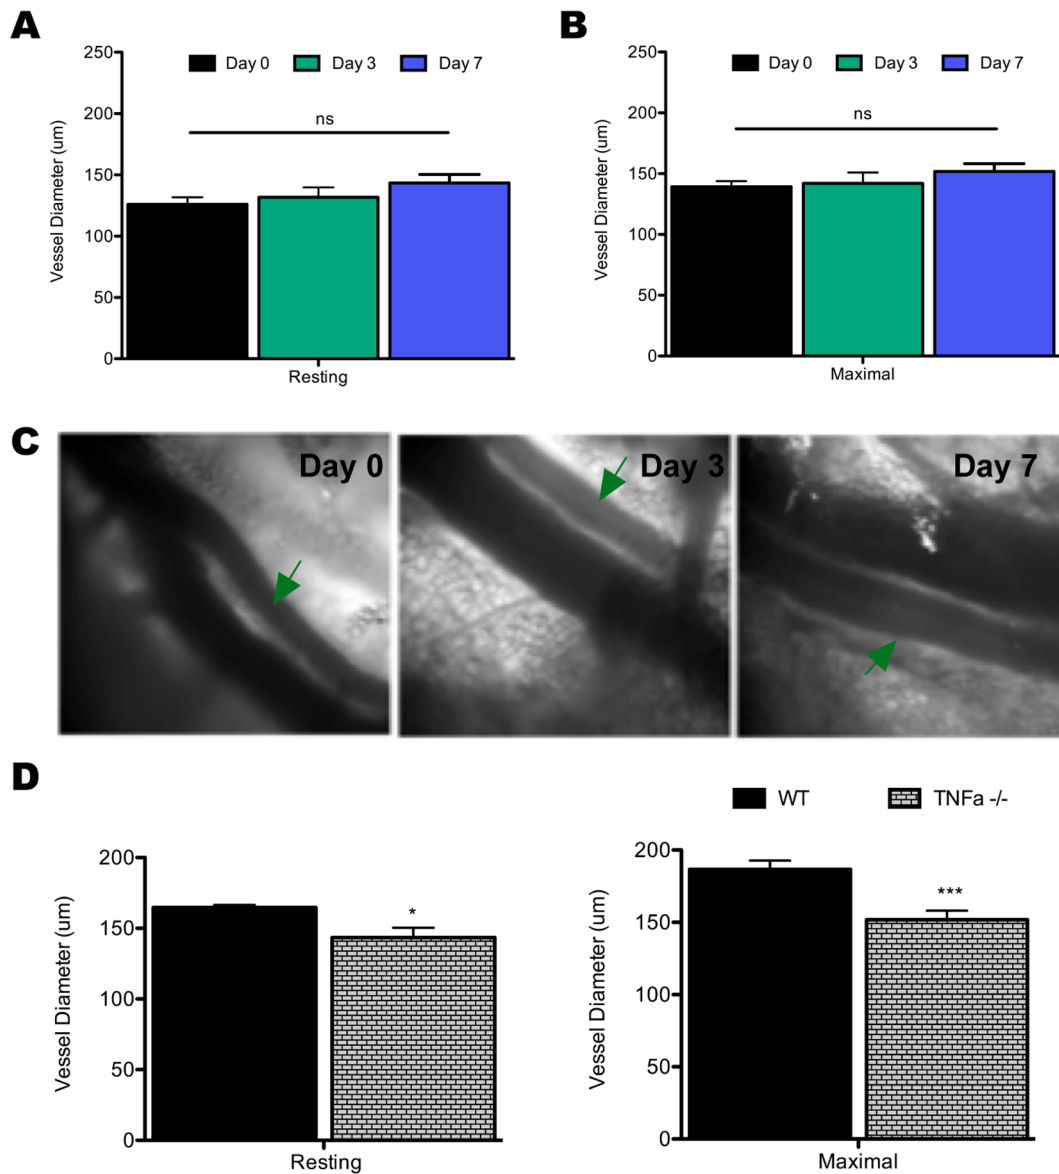 A
250
200
150
100
50
0
Vessel Diameter (um)
Day 0 Day 3 Day 7
ns
Resting
B
250
200
150
100
50
0
Vessel Diameter (um)
Day 0 Day 3 Day 7
ns
Maximal
C
Day 0
Day 3
Day 7
D
WT TNFa -/-
200
150
100
50
0
Vessel Diameter (um)
*
Resting
200
150
100
50
0
Vessel Diameter (um)
***
Maximal